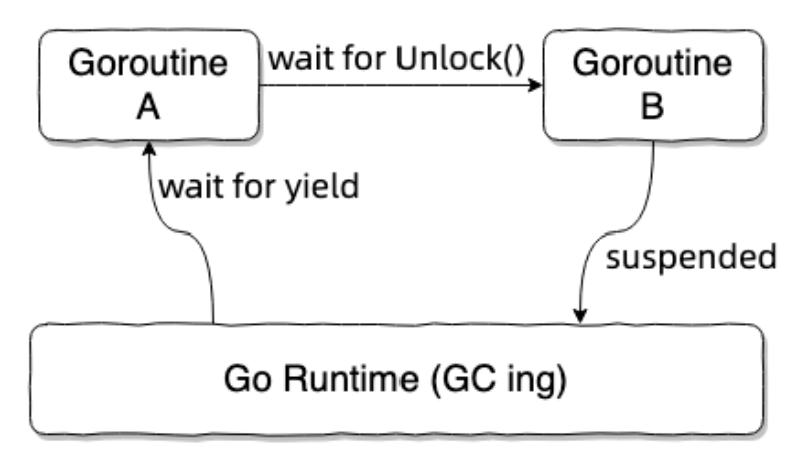 Goroutine
A
wait for Unlock()
Goroutine
B
wait for yield
suspended
Go Runtime (GC ing)